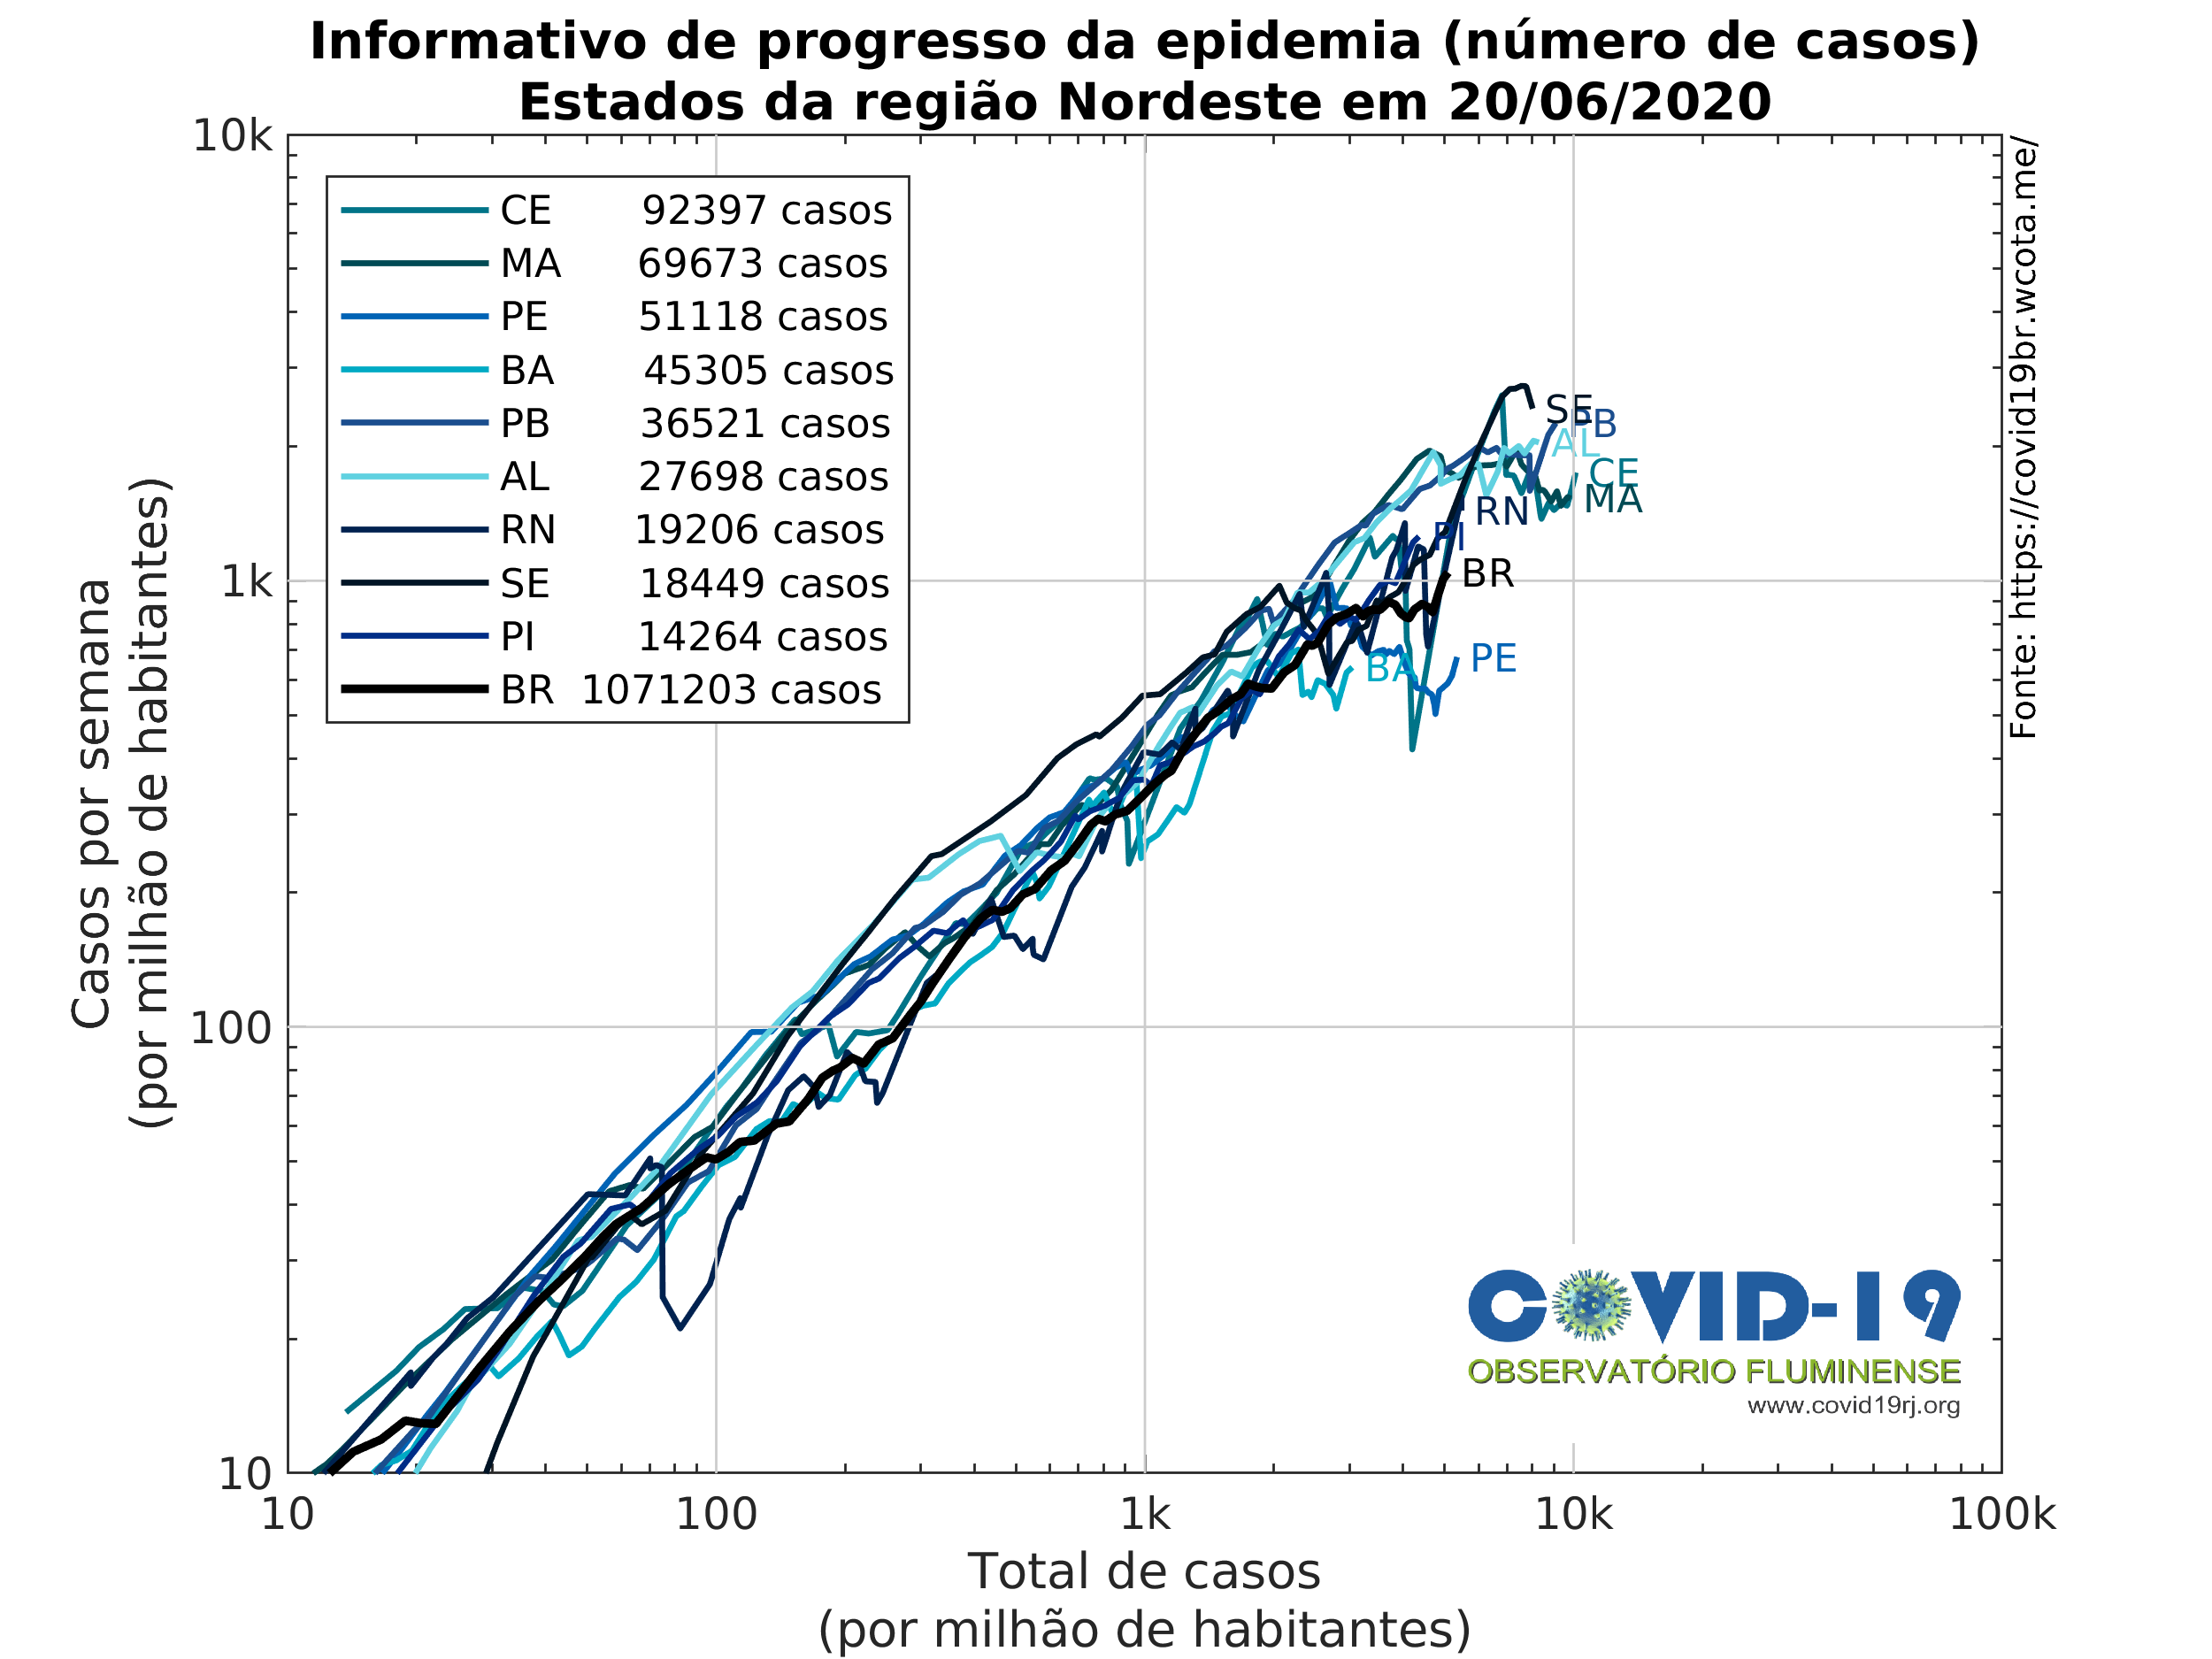 Informativo de progresso da epidemia (número de casos)
Estados da região Nordeste em 20/06/2020
10k
1k
100
10
Casos por semana
(por milhão de habitantes)
CE 92397 casos
MA 69673 casos
PE 51118 casos
BA 45305 casos
PB 36521 casos
AL 27698 casos
RN 19206 casos
SE 18449 casos
PI 14264 casos
BR 1071203 casos
SE
PB
AL
CE
MA
RN
PI
BR
PE
BA
Fonte: https://covid19br.wcota.me/
COVID-19
OBSERVATÓRIO FLUMINENSE
www.covid19rj.org
10
100
1k
10k
100k
Total de casos
(por milhão de habitantes)